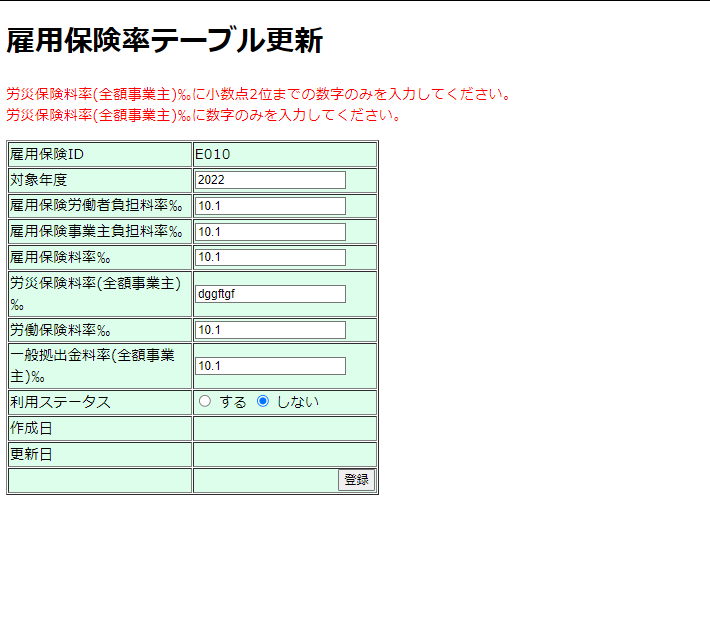 雇用保険率テーブル更新
労災保険料率(全額事業主)‰に小数点2位までの数字のみを入力してください。
労災保険料率(全額事業主)‰に数字のみを入力してください。
雇用保険ID E010
対象年度 2022
雇用保険労働者負担料率‰ 10.1
雇用保険事業主負担料率‰ 10.1
雇用保険料率‰ 10.1
労災保険料率(全額事業主)
‰ dggftgf
労働保険料率‰ 10.1
一般拠出金料率(全額事業
主)‰ 10.1
利用ステータス する しない
作成日
更新日
登録